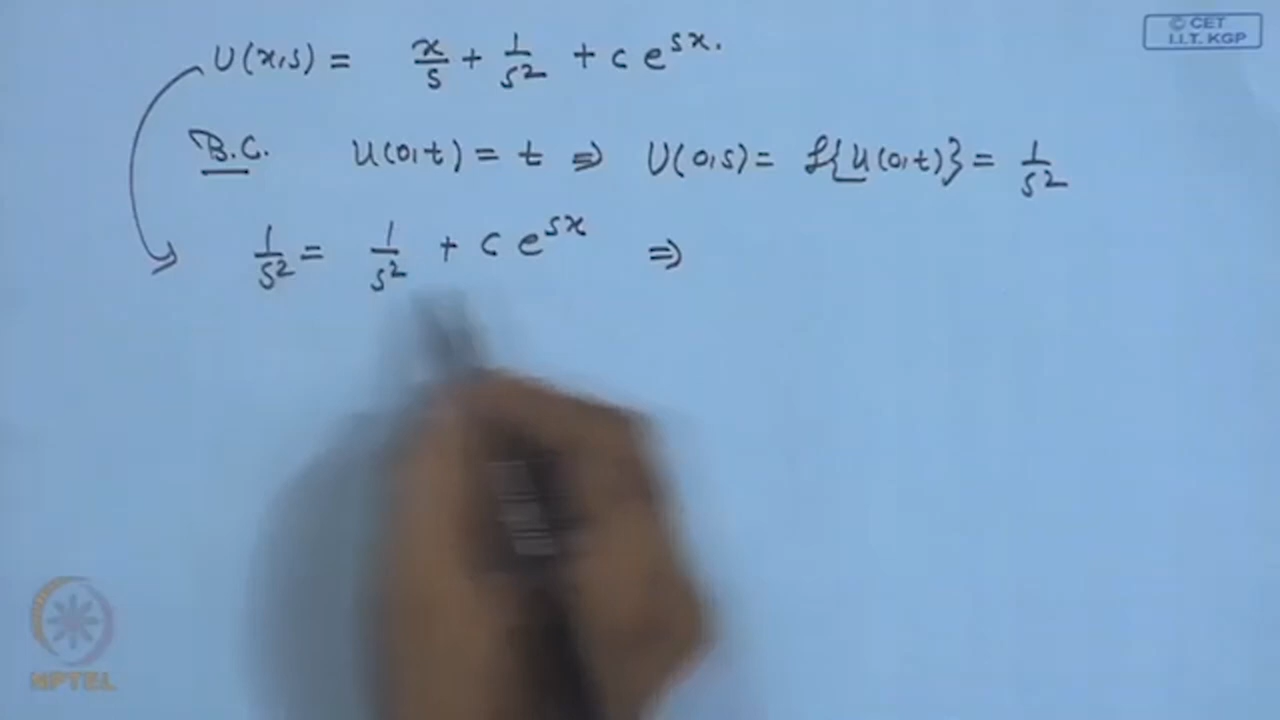 © CET
I.I.T. KGP
U(x,s) = x/s + 1/s² + c e^{sx}.
B.C. u(0,t) = t ⇒ U(0,s) = ℒ{u(0,t)} = 1/s²
1/s² = 1/s² + c e^{sx} ⇒
NPTEL